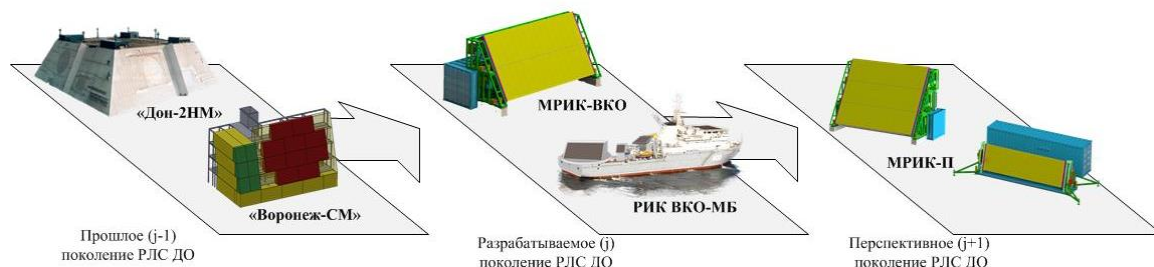 «Дон-2НМ»
«Воронеж-СМ»
Прошлое (j-1)
поколение РЛС ДО
МРИК-ВКО
РИК ВКО-МБ
Разрабатываемое (j)
поколение РЛС ДО
МРИК-П
Перспективное (j+1)
поколение РЛС ДО